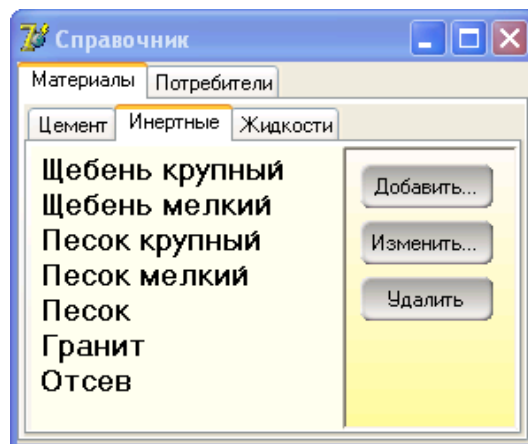 Справочник
Материалы Потребители
Цемент Инертные Жидкости
Щебень крупный
Щебень мелкий
Песок крупный
Песок мелкий
Песок
Гранит
Отсев
Добавить...
Изменить...
Удалить